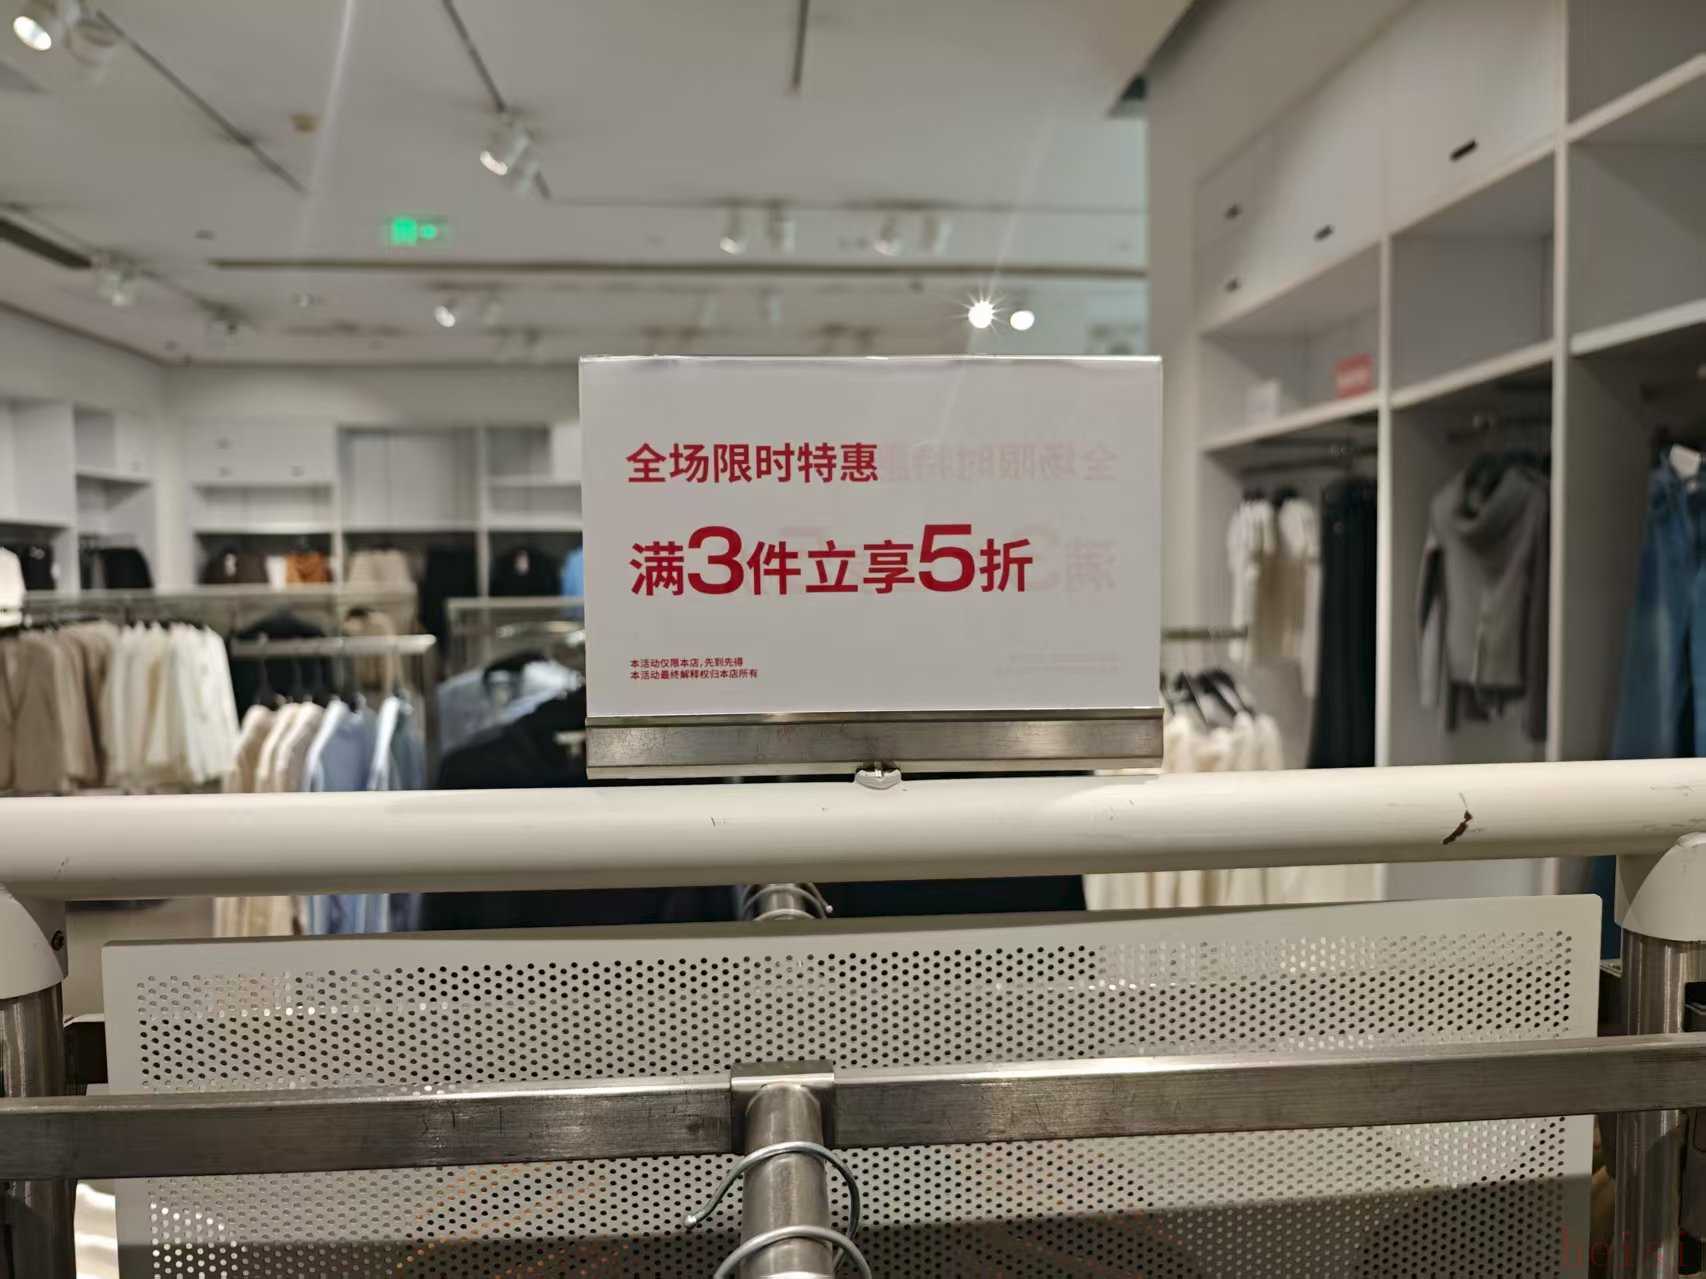 全场限时特惠
满3件立享5折
本活动仅限本店，先到先得
本活动最终解释权归本店所有